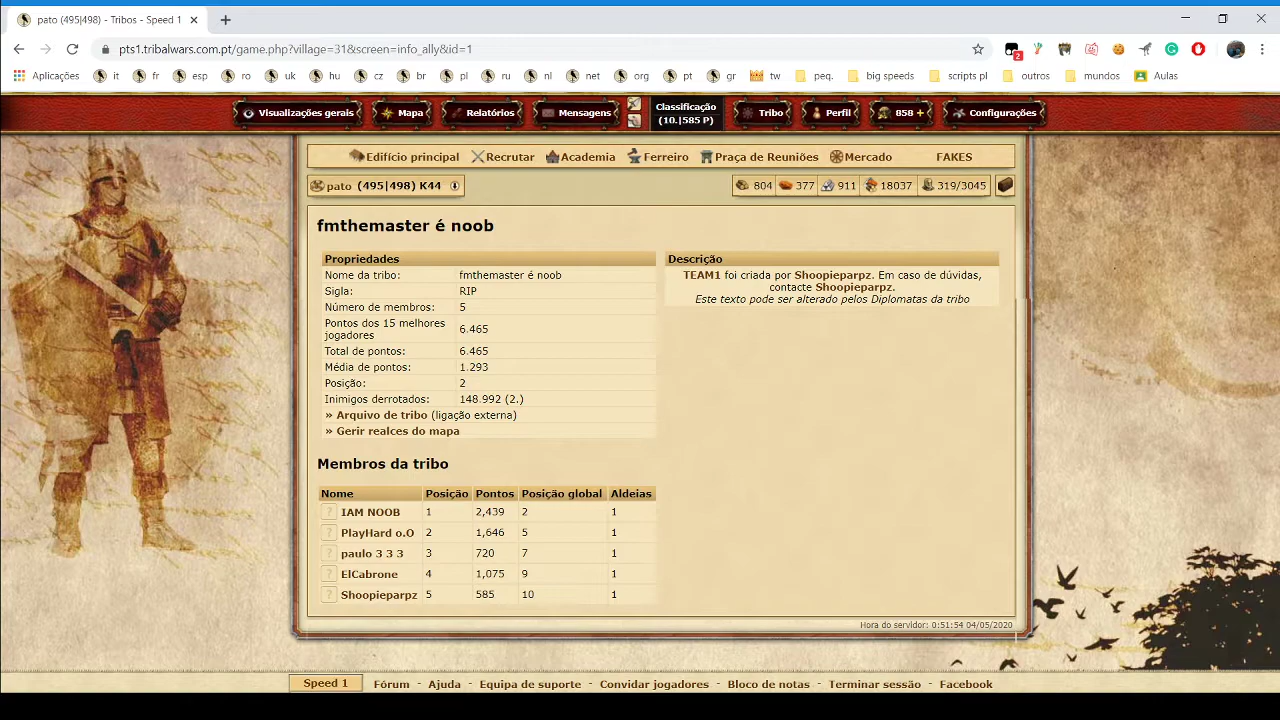 pato (495|498) - Tribos - Speed 1
pts1.tribalwars.com.pt/game.php?village=31&screen=info_ally&id=1
2
Aplicações it fr esp ro uk hu cz br pl ru nl net org pt gr tw peq. big speeds scripts pl outros mundos Aulas
Visualizações gerais Mapa Relatórios Mensagens Classificação (10.|585 P) Tribo Perfil 858 + Configurações
Edifício principal Recrutar Academia Ferreiro Praça de Reuniões Mercado FAKES
pato (495|498) K44 804 377 911 18037 319/3045
fmthemaster é noob
Propriedades
Nome da tribo: fmthemaster é noob
Sigla: RIP
Número de membros: 5
Pontos dos 15 melhores jogadores 6.465
Total de pontos: 6.465
Média de pontos: 1.293
Posição: 2
Inimigos derrotados: 148.992 (2.)
» Arquivo de tribo (ligação externa)
» Gerir realces do mapa
Descrição
TEAM1 foi criada por Shoopieparpz. Em caso de dúvidas,
contacte Shoopieparpz.
Este texto pode ser alterado pelos Diplomatas da tribo
Membros da tribo
Nome Posição Pontos Posição global Aldeias
? IAM NOOB 1 2,439 2 1
? PlayHard o.O 2 1,646 5 1
? paulo 3 3 3 3 720 7 1
? ElCabrone 4 1,075 9 1
? Shoopieparpz 5 585 10 1
Hora do servidor: 0:51:54 04/05/2020
Speed 1 Fórum - Ajuda - Equipa de suporte - Convidar jogadores - Bloco de notas - Terminar sessão - Facebook